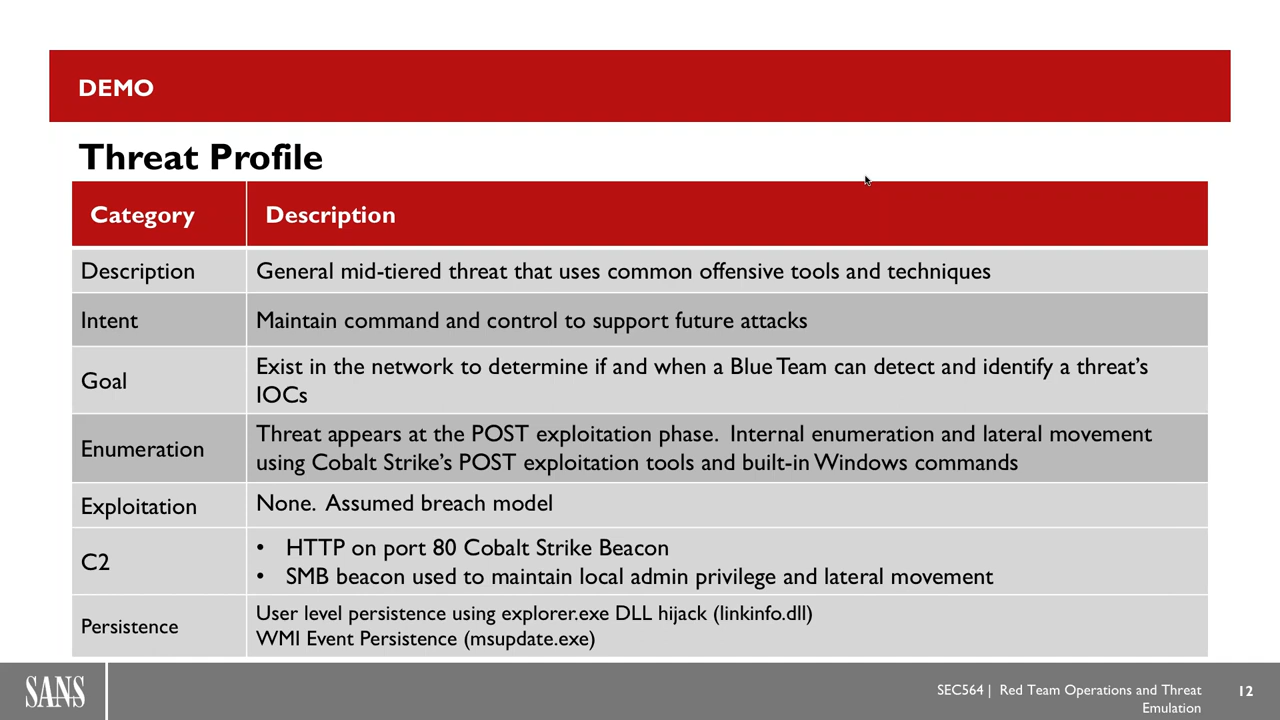 DEMO
Threat Profile
Category
Description
Description
General mid-tiered threat that uses common offensive tools and techniques
Intent
Maintain command and control to support future attacks
Goal
Exist in the network to determine if and when a Blue Team can detect and identify a threat’s
IOCs
Enumeration
Threat appears at the POST exploitation phase.  Internal enumeration and lateral movement
using Cobalt Strike’s POST exploitation tools and built-in Windows commands
Exploitation
None.  Assumed breach model
C2
• HTTP on port 80 Cobalt Strike Beacon
• SMB beacon used to maintain local admin privilege and lateral movement
Persistence
User level persistence using explorer.exe DLL hijack (linkinfo.dll)
WMI Event Persistence (msupdate.exe)
SANS
SEC564 | Red Team Operations and Threat
Emulation
12